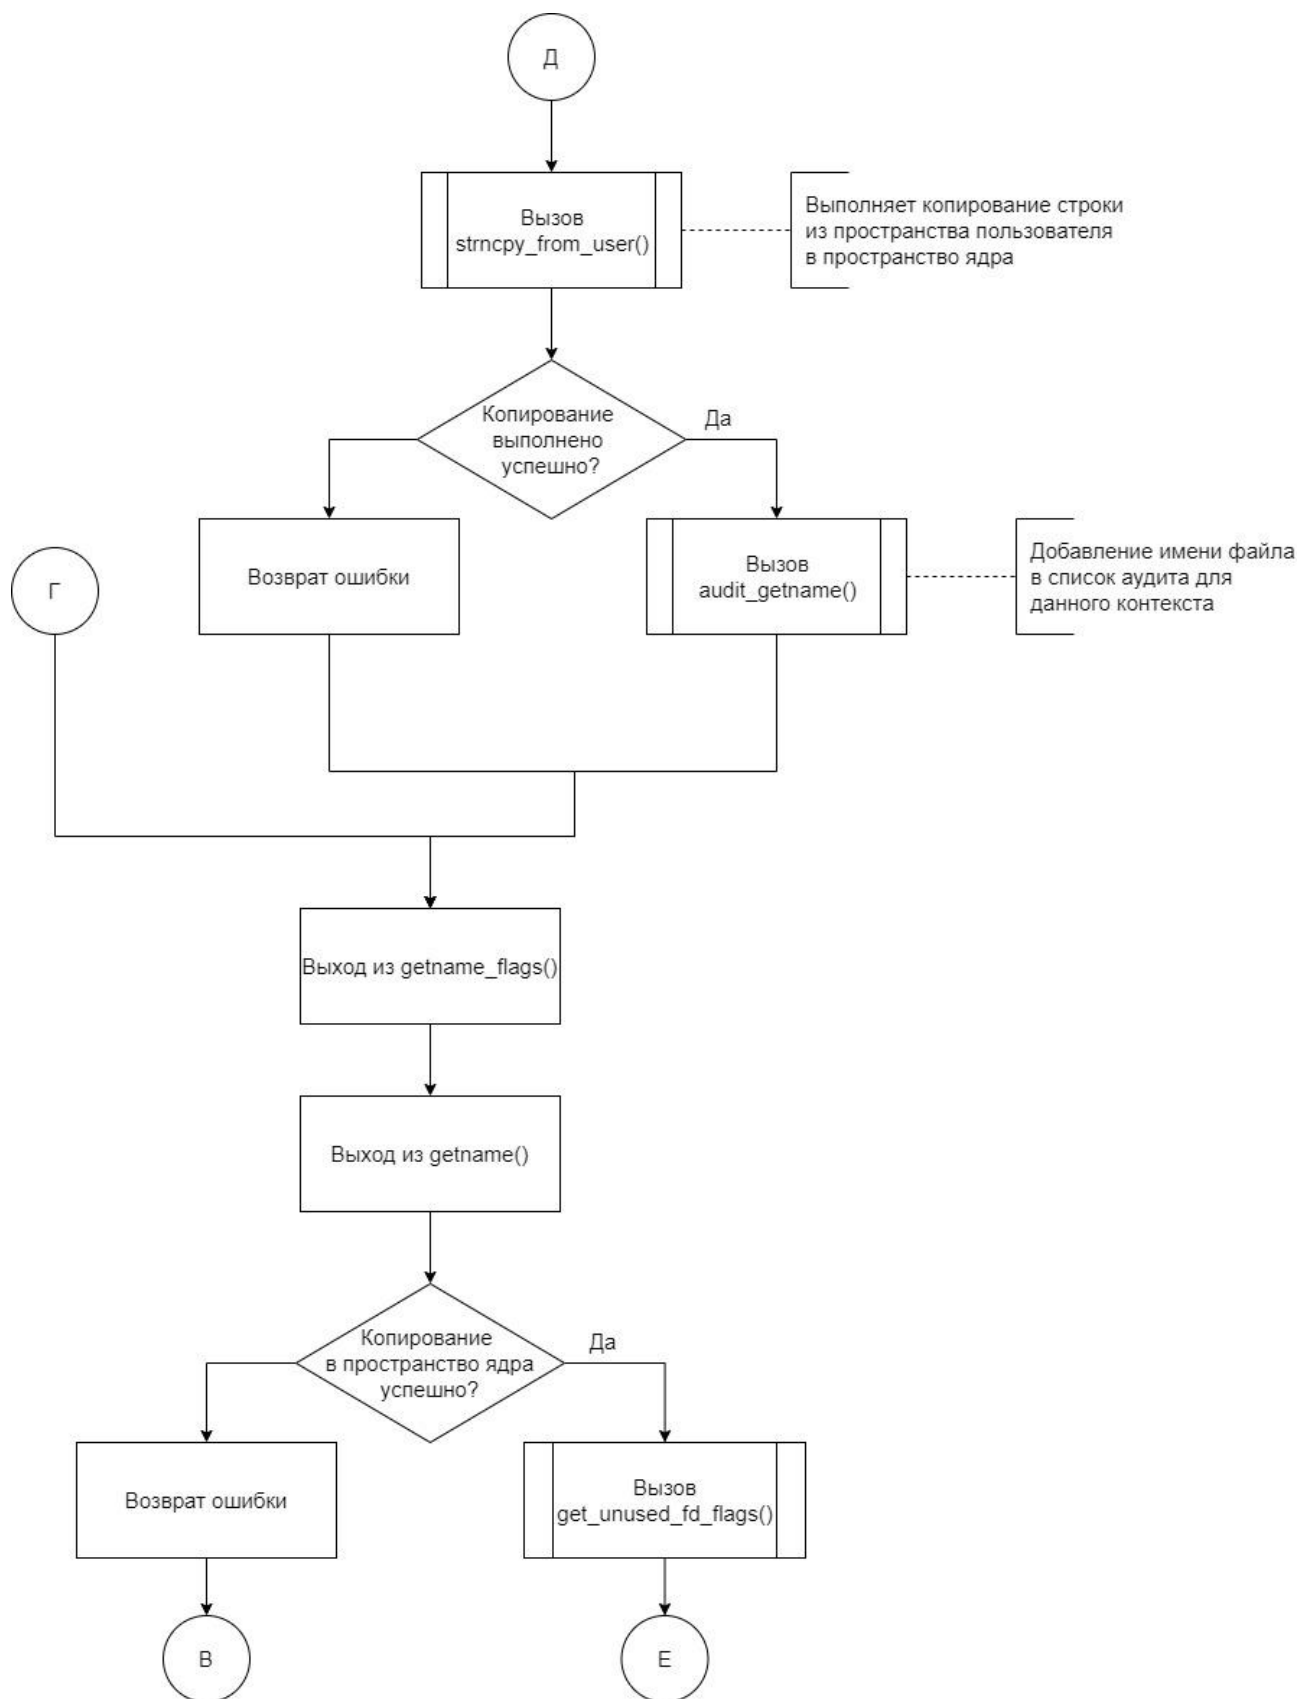 Д
Вызов
strncpy_from_user()
Выполняет копирование строки
из пространства пользователя
в пространство ядра
Копирование
выполнено
успешно?
Да
Г
Возврат ошибки
Вызов
audit_getname()
Добавление имени файла
в список аудита для
данного контекста
Выход из getname_flags()
Выход из getname()
Копирование
в пространство ядра
успешно?
Да
Возврат ошибки
Вызов
get_unused_fd_flags()
В
Е